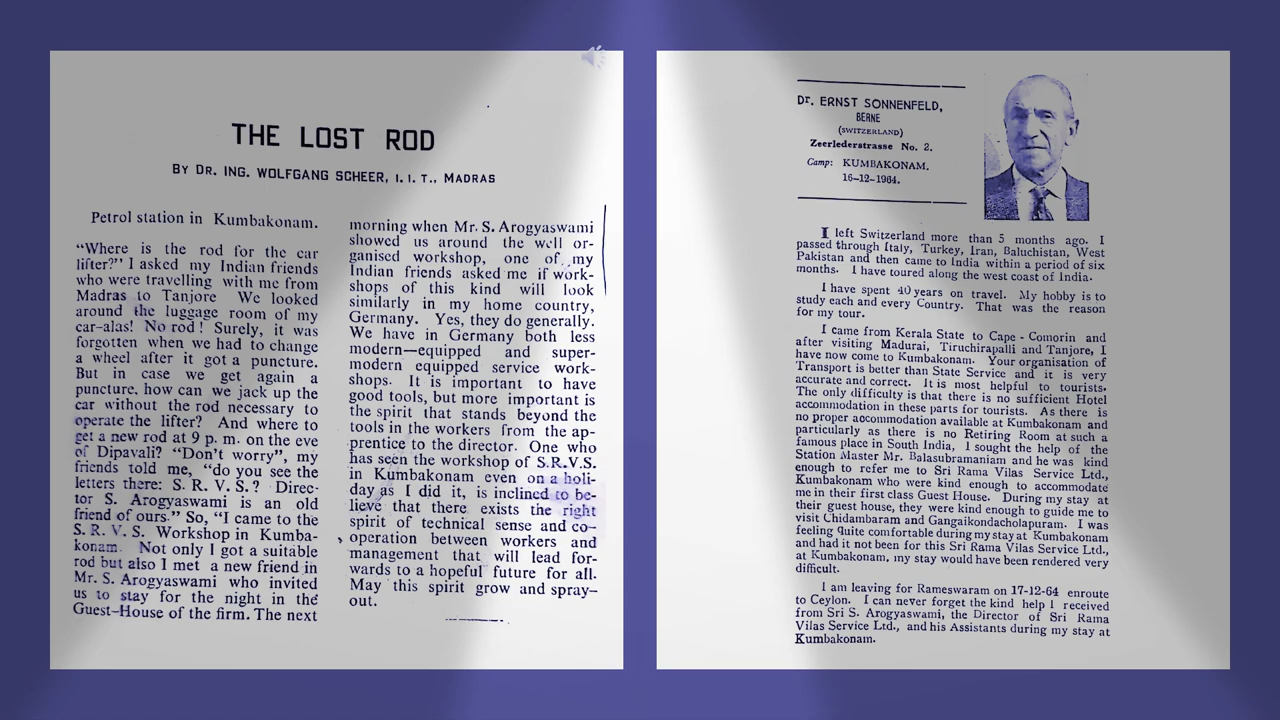 THE LOST ROD
BY DR. ING. WOLFGANG SCHEER, I. I. T., MADRAS
Petrol station in Kumbakonam.
“Where is the rod for the car
lifter?” I asked my Indian friends
who were travelling with me from
Madras to Tanjore We looked
around the luggage room of my
car-alas! No rod! Surely, it was
forgotten when we had to change
a wheel after it got a puncture.
But in case we get again a
puncture. how can we jack up the
car without the rod necessary to
operate the lifter? And where to
get a new rod at 9 p. m. on the eve
of Dipavali? “Don't worry”, my
friends told me, “do you see the
letters there: S. R. V. S.? Direc-
tor S. Arogyaswami is an old
friend of ours.” So, “I came to the
S. R. V. S. Workshop in Kumba-
konam. Not only I got a suitable
rod but also I met a new friend in
Mr. S. Arogyaswami who invited
us to stay for the night in the
Guest-House of the firm. The next
morning when Mr. S. Arogyaswami
showed us around the well or-
ganised workshop, one of my
Indian friends asked me if work-
shops of this kind will look
similarly in my home country,
Germany. Yes, they do generally.
We have in Germany both less
modern—equipped and super-
modern equipped service work-
shops. It is important to have
good tools, but more important is
the spirit that stands beyond the
tools in the workers from the ap-
prentice to the director. One who
has seen the workshop of S.R.V.S.
in Kumbakonam even on a holi-
day as I did it, is inclined to be-
lieve that there exists the right
spirit of technical sense and co-
operation between workers and
management that will lead for-
wards to a hopeful future for all.
May this spirit grow and spray-
out.
Dr. ERNST SONNENFELD,
BERNE
(SWITZERLAND)
Zeerlederstrasse No. 2.
Camp: KUMBAKONAM.
16-12-1964.
I left Switzerland more than 5 months ago. I
passed through Italy, Turkey, Iran, Baluchistan, West
Pakistan and then came to India within a period of six
months. I have toured along the west coast of India.
I have spent 40 years on travel. My hobby is to
study each and every Country. That was the reason
for my tour.
I came from Kerala State to Cape - Comorin and
after visiting Madurai, Tiruchirapalli and Tanjore, I
have now come to Kumbakonam. Your organisation of
Transport is better than State Service and it is very
accurate and correct. It is most helpful to tourists.
The only difficulty is that there is no sufficient Hotel
accommodation in these parts for tourists. As there is
no proper accommodation available at Kumbakonam and
particularly as there is no Retiring Room at such a
famous place in South India, I sought the help of the
Station Master Mr. Balasubramaniam and he was kind
enough to refer me to Sri Rama Vilas Service Ltd.,
Kumbakonam who were kind enough to accommodate
me in their first class Guest House. During my stay at
their guest house, they were kind enough to guide me to
visit Chidambaram and Gangaikondacholapuram. I was
feeling quite comfortable during my stay at Kumbakonam
and had it not been for this Sri Rama Vilas Service Ltd.,
at Kumbakonam, my stay would have been rendered very
difficult.
I am leaving for Rameswaram on 17-12-64 enroute
to Ceylon. I can never forget the kind help I received
from Sri S. Arogyaswami, the Director of Sri Rama
Vilas Service Ltd., and his Assistants during my stay at
Kumbakonam.